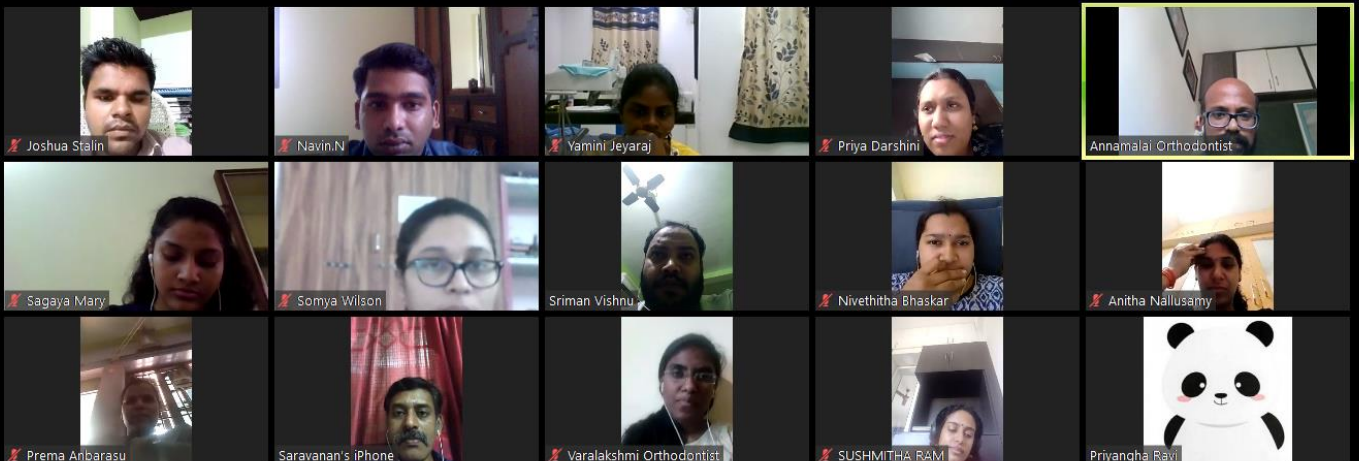 Joshua Stalin
Navin.N
Yamini Jeyaraj
Priya Darshini
Annamalai Orthodontist
Sagaya Mary
Somya Wilson
Sriman Vishnu
Nivethitha Bhaskar
Anitha Nallusamy
Prema Anbarasu
Saravanan's iPhone
Varalakshmi Orthodontist
SUSHMITHA RAM
Priyangha Ravi